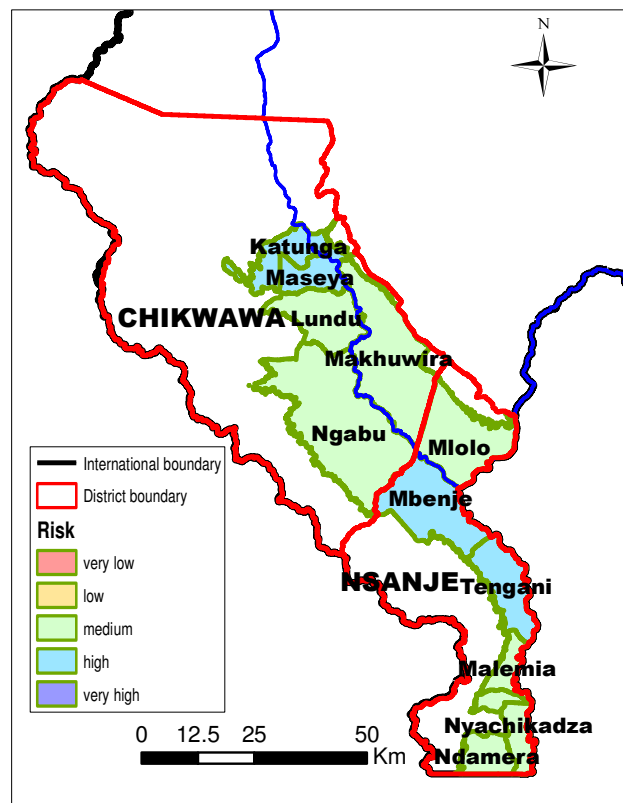 N
Katunga
Maseya
CHIKWAWA
Lundu
Makhuwira
Ngabu
Mlolo
Mbenje
NSANJE
Tengani
Malemia
Nyachikadza
Ndamera
International boundary
District boundary
Risk
very low
low
medium
high
very high
0 12.5 25 50
Km